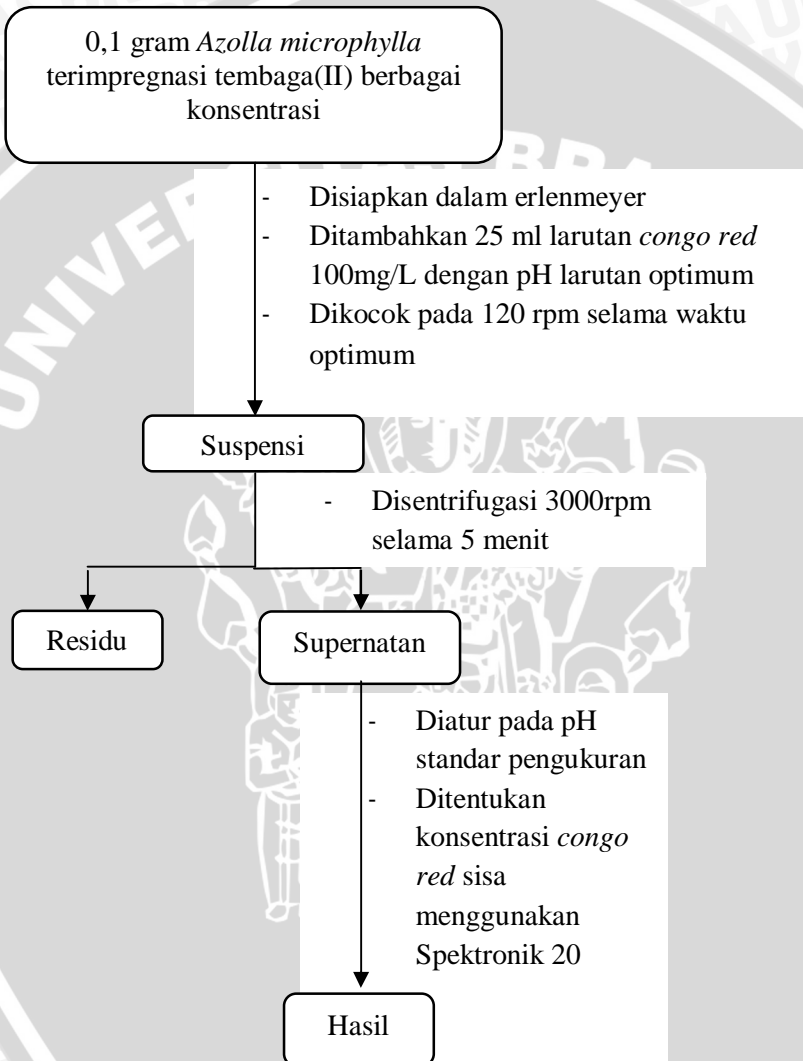 0,1 gram Azolla microphylla
terimpregnasi tembaga(II) berbagai
konsentrasi
- Disiapkan dalam erlenmeyer
- Ditambahkan 25 ml larutan congo red
100mg/L dengan pH larutan optimum
- Dikocok pada 120 rpm selama waktu
optimum
Suspensi
- Disentrifugasi 3000rpm
selama 5 menit
Residu
Supernatan
- Diatur pada pH
standar pengukuran
- Ditentukan
konsentrasi congo
red sisa
menggunakan
Spektronik 20
Hasil